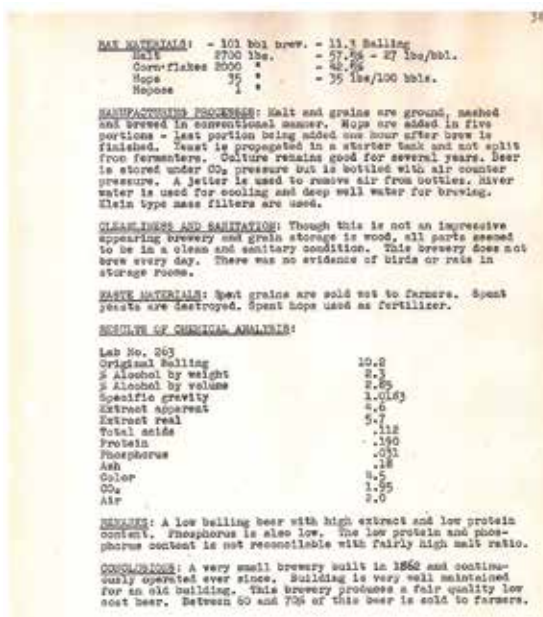 RAW MATERIALS: - 101 bbl brew. - 11.3 Balling
Malt 2700 lbs. - 57.5% - 27 lbs/bbl.
Corn-flakes 2000 " - 42.5%
Hops 35 " - 35 lbs/100 bbls.
Hopose 1 "
MANUFACTURING PROCESSES: Malt and grains are ground, mashed
and brewed in conventional manner. Hops are added in five
portions - last portion being added one hour after brew is
finished. Yeast is propagated in a starter tank and not split
from fermenters. Culture remains good for several years. Beer
is stored under CO₂ pressure but is bottled with air counter
pressure. A jetter is used to remove air from bottles. River
water is used for cooling and deep well water for brewing.
Klein type mass filters are used.
CLEANLINESS AND SANITATION: Though this is not an impressive
appearing brewery and grain storage is wood, all parts seemed
to be in a clean and sanitary condition. This brewery does not
brew every day. There was no evidence of birds or rats in
storage rooms.
WASTE MATERIALS: Spent grains are sold wet to farmers. Spent
yeasts are destroyed. Spent hops used as fertilizer.
RESULTS OF CHEMICAL ANALYSIS:
Lab No. 263
Original Balling 10.2
% Alcohol by weight 2.3
% Alcohol by volume 2.85
Specific gravity 1.0183
Extract apparent 4.6
Extract real 5.7
Total acids .112
Protein .190
Phosphorus .031
Ash .18
Color 4.5
CO₂ 1.95
Air 2.0
REMARKS: A low balling beer with high extract and low protein
content. Phosphorus is also low. The low protein and phos-
phorus content is not reconcilable with fairly high malt ratio.
CONCLUSIONS: A very small brewery built in 1862 and continu-
ously operated ever since. Building is very well maintained
for an old building. This brewery produces a fair quality low
cost beer. Between 60 and 70% of this beer is sold to farmers.